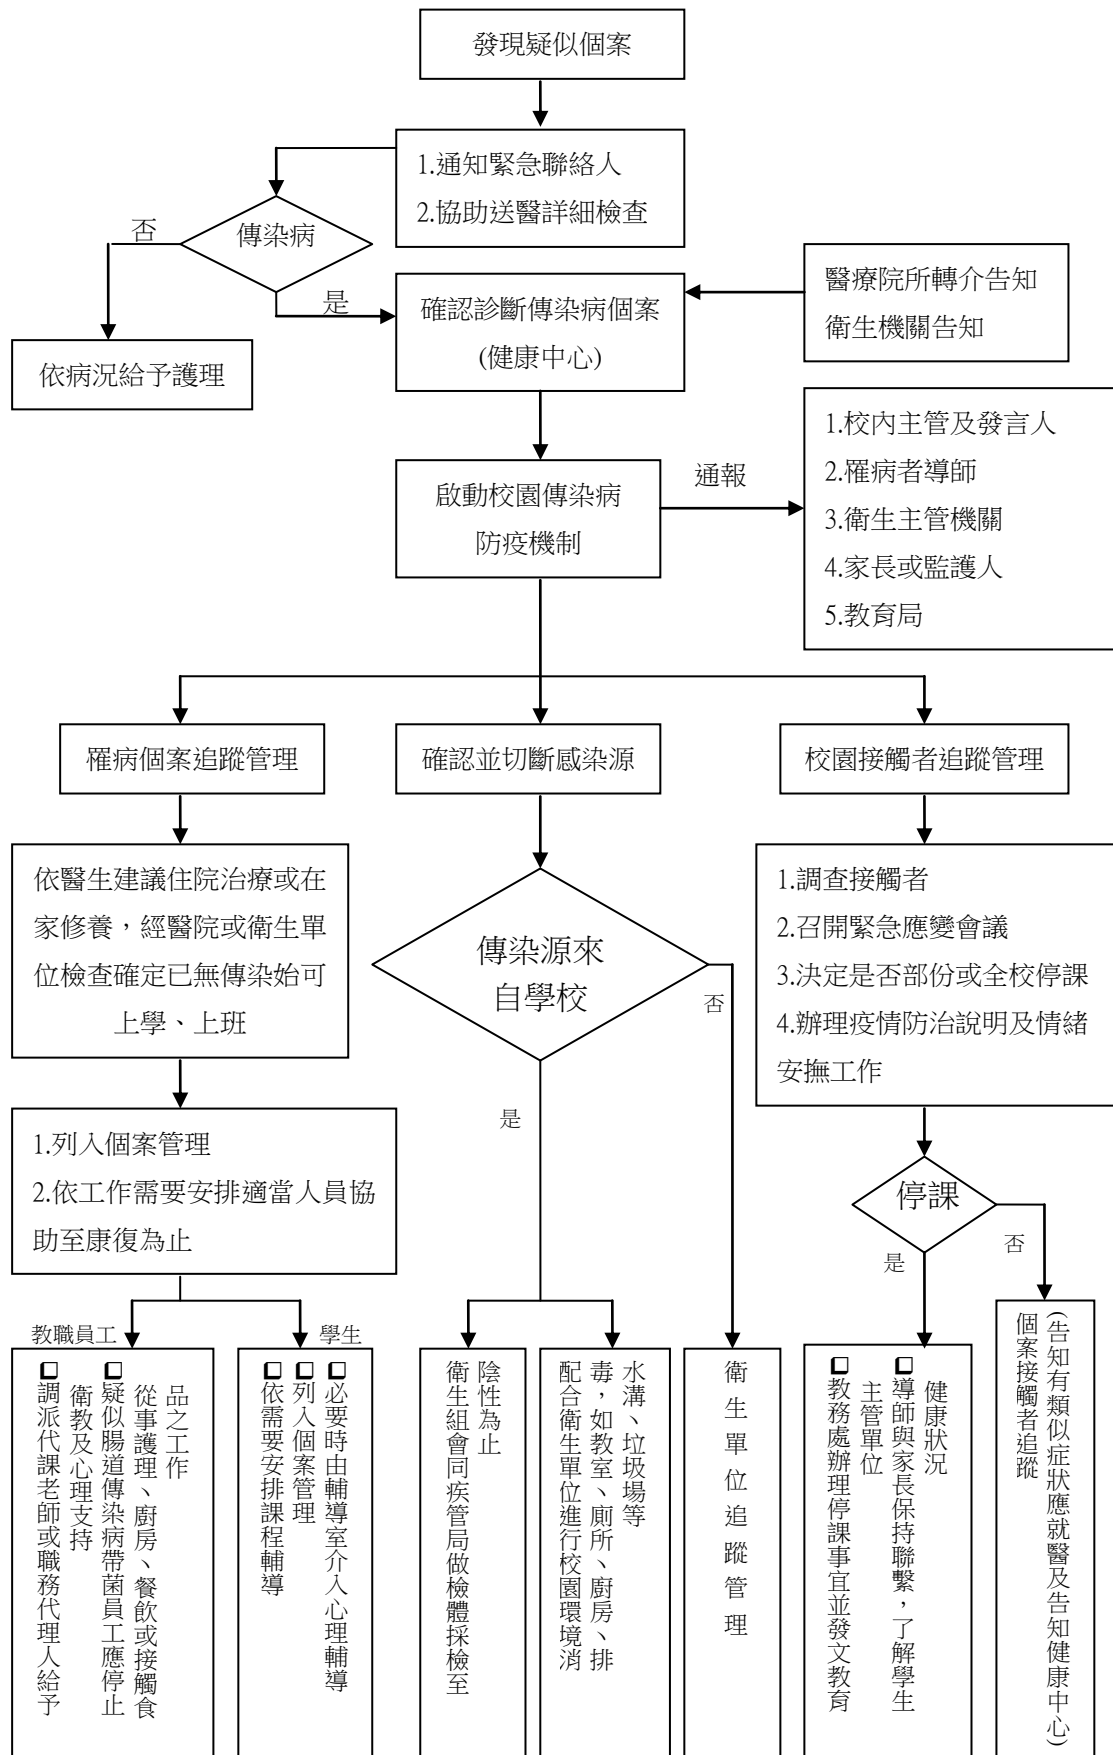 發現疑似個案
1.通知緊急聯絡人
2.協助送醫詳細檢查
傳染病
否
是
依病況給予護理
確認診斷傳染病個案
(健康中心)
醫療院所轉介告知
衛生機關告知
啟動校園傳染病
防疫機制
通報
1.校內主管及發言人
2.罹病者導師
3.衛生主管機關
4.家長或監護人
5.教育局
罹病個案追蹤管理
確認並切斷感染源
校園接觸者追蹤管理
依醫生建議住院治療或在
家修養，經醫院或衛生單
位檢查確定已無傳染始可
上學、上班
傳染源來
自學校
否
是
1.調查接觸者
2.召開緊急應變會議
3.決定是否部份或全校停課
4.辦理疫情防治說明及情緒
安撫工作
1.列入個案管理
2.依工作需要安排適當人員協
助至康復為止
停課
是
否
教職員工
學生
❑調派代課老師或職務代理人給予
衛教及心理支持
❑疑似腸道傳染病帶菌員工應停止
從事護理、廚房、餐飲或接觸食
品之工作
❑依需要安排課程輔導
❑列入個案管理
❑必要時由輔導室介入心理輔導
衛生組會同疾管局做檢體採檢至
陰性為止
配合衛生單位進行校園環境消
毒，如教室、廁所、廚房、排
水溝、垃圾場等
衛生單位追蹤管理
❑教務處辦理停課事宜並發文教育
主管單位
❑導師與家長保持聯繫，了解學生
健康狀況
個案接觸者追蹤
(告知有類似症狀應就醫及告知健康中心)